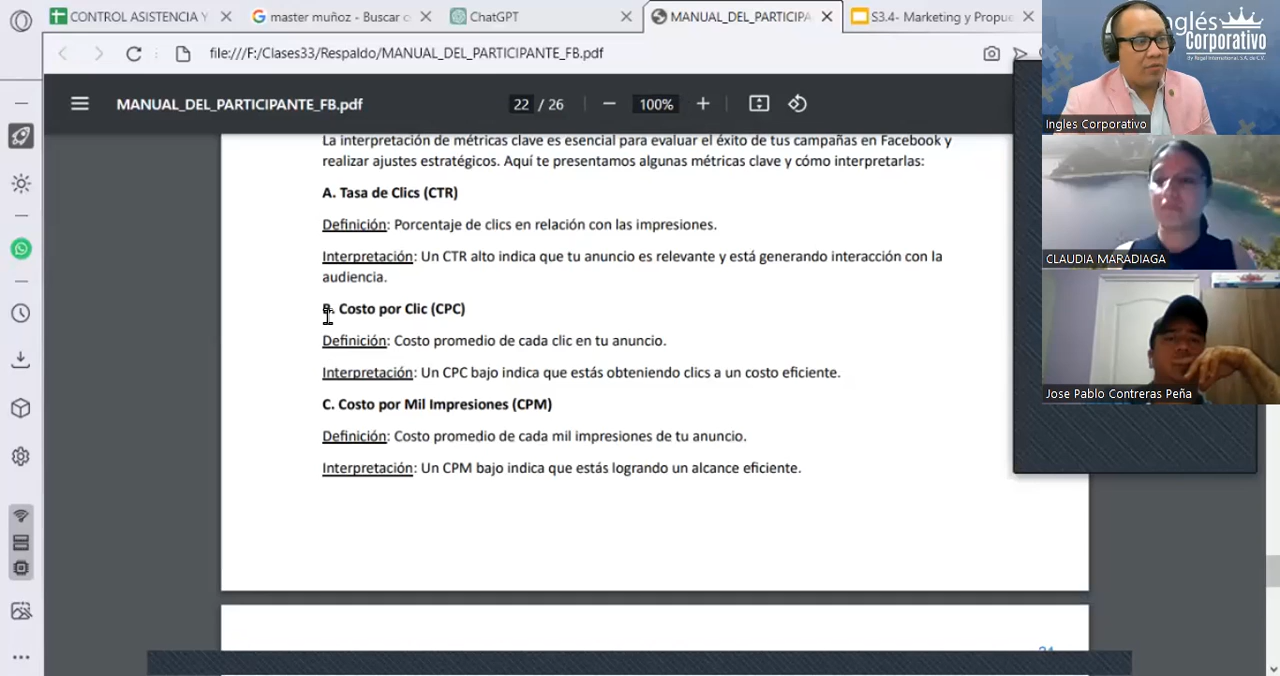 CONTROL ASISTENCIA Y
master muñoz - Buscar
ChatGPT
MANUAL_DEL_PARTICIPA
S3.4- Marketing y Propue
file:///F:/Clases33/Respaldo/MANUAL_DEL_PARTICIPANTE_FB.pdf
MANUAL_DEL_PARTICIPANTE_FB.pdf
22 / 26
100%
La interpretación de métricas clave es esencial para evaluar el éxito de tus campañas en Facebook y
realizar ajustes estratégicos. Aquí te presentamos algunas métricas clave y cómo interpretarlas:
A. Tasa de Clics (CTR)
Definición: Porcentaje de clics en relación con las impresiones.
Interpretación: Un CTR alto indica que tu anuncio es relevante y está generando interacción con la
audiencia.
B. Costo por Clic (CPC)
Definición: Costo promedio de cada clic en tu anuncio.
Interpretación: Un CPC bajo indica que estás obteniendo clics a un costo eficiente.
C. Costo por Mil Impresiones (CPM)
Definición: Costo promedio de cada mil impresiones de tu anuncio.
Interpretación: Un CPM bajo indica que estás logrando un alcance eficiente.
Inglés
Corporativo
By Regal International, S.A. de C.V.
Ingles Corporativo
CLAUDIA MARADIAGA
Jose Pablo Contreras Peña